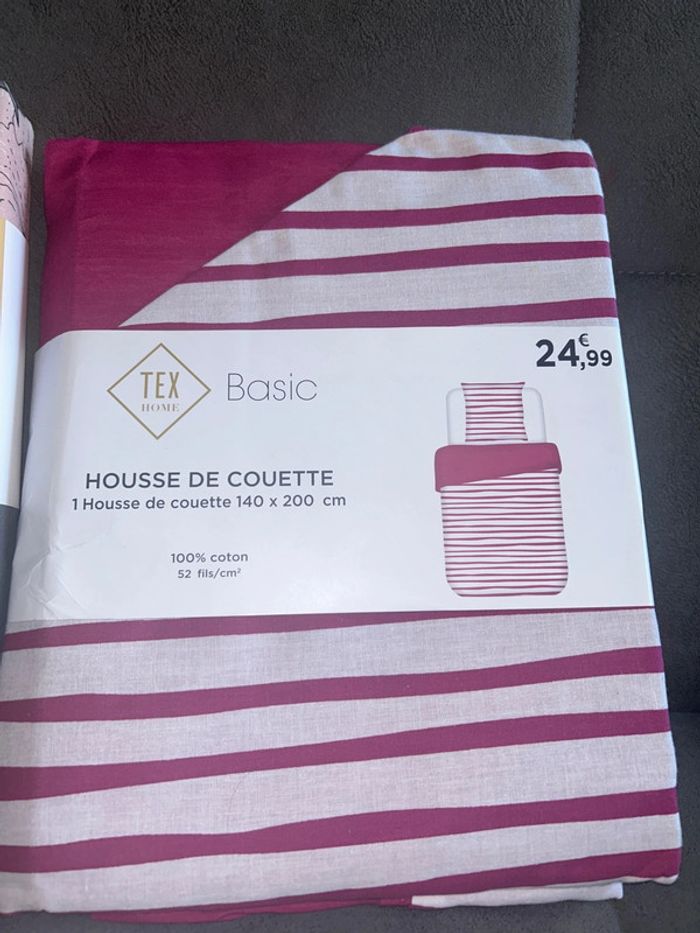 24,€99
TEX
HOME
Basic
HOUSSE DE COUETTE
1 Housse de couette 140 x 200 cm
100% coton
52 fils/cm²